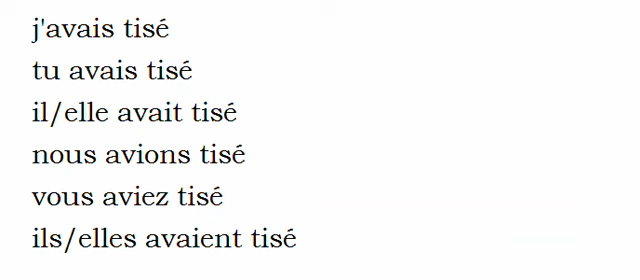 j'avais tisé
tu avais tisé
il/elle avait tisé
nous avions tisé
vous aviez tisé
ils/elles avaient tisé